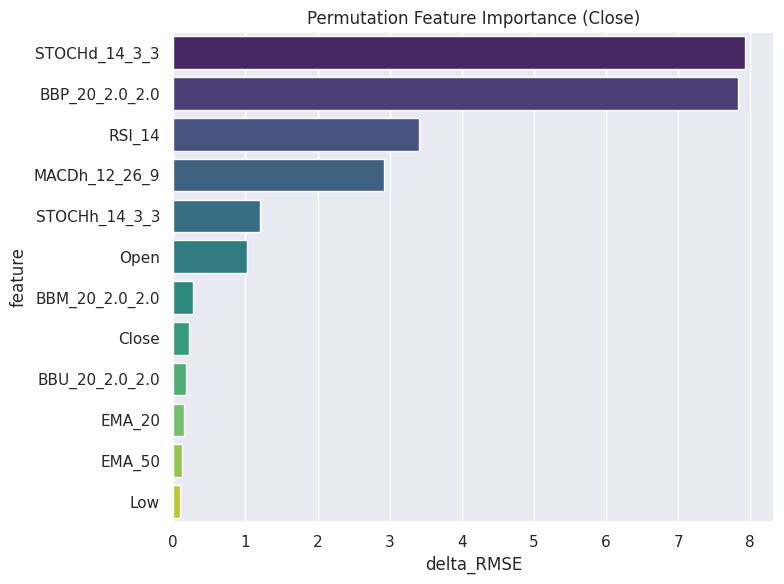 Permutation Feature Importance (Close)
feature
STOCHd_14_3_3
BBP_20_2.0_2.0
RSI_14
MACDh_12_26_9
STOCHh_14_3_3
Open
BBM_20_2.0_2.0
Close
BBU_20_2.0_2.0
EMA_20
EMA_50
Low
0 1 2 3 4 5 6 7 8
delta_RMSE